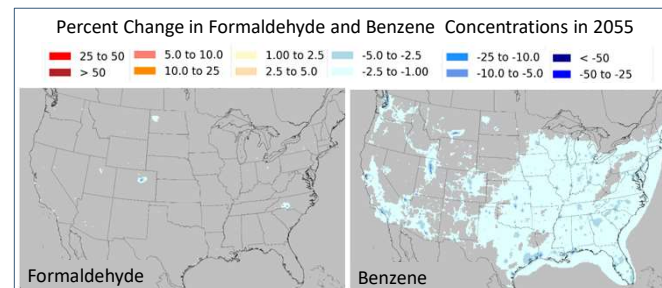 Percent Change in Formaldehyde and Benzene Concentrations in 2055
25 to 50 5.0 to 10.0 1.00 to 2.5 -5.0 to -2.5 -25 to -10.0 < -50
> 50 10.0 to 25 2.5 to 5.0 -2.5 to -1.00 -10.0 to -5.0 -50 to -25
Formaldehyde Benzene